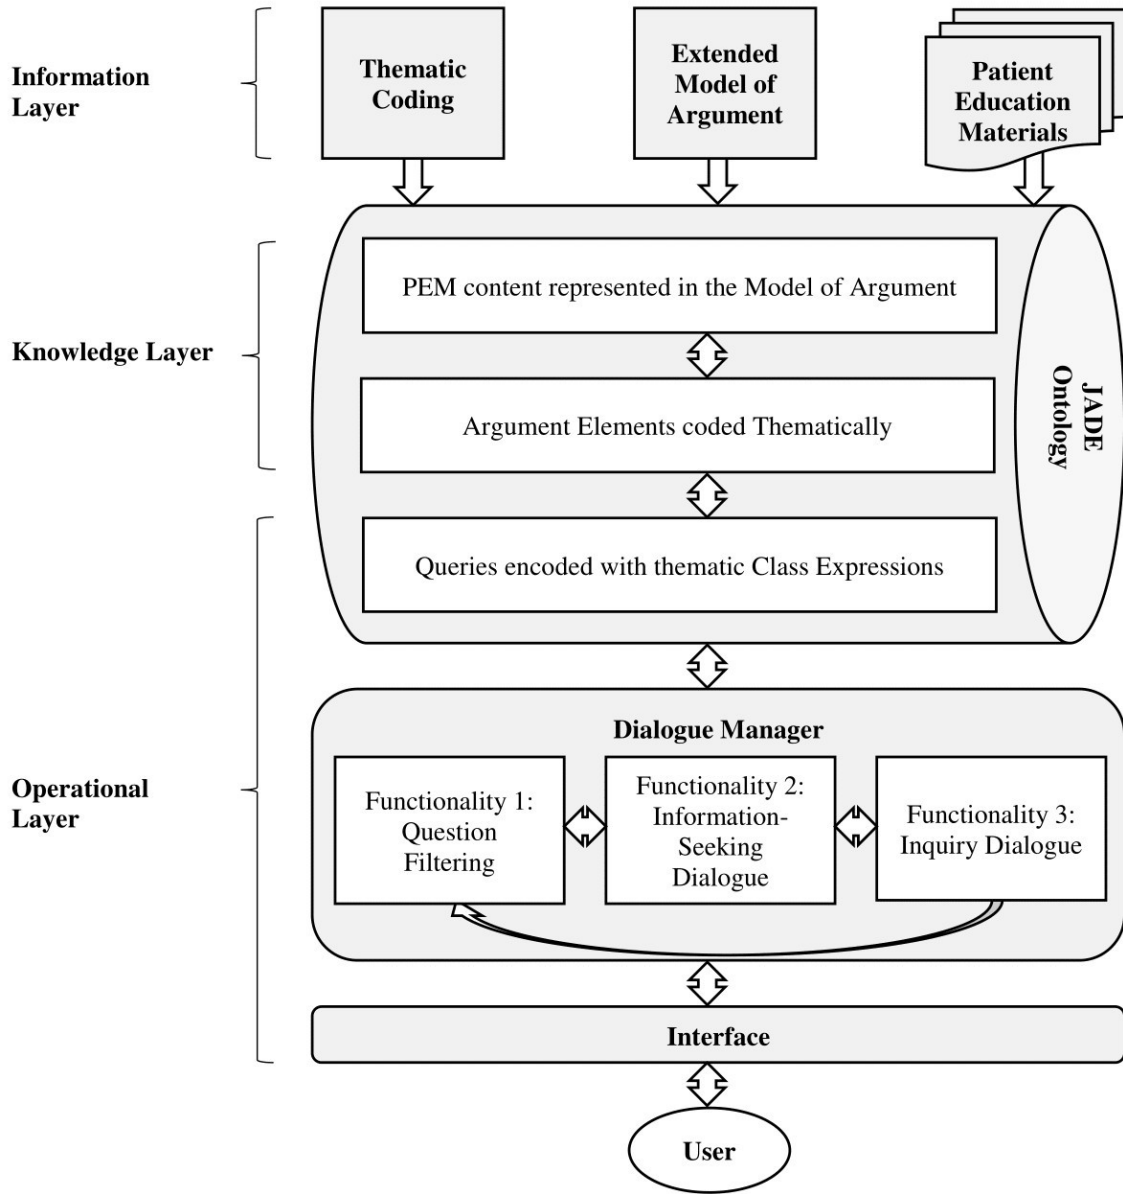 Information
Layer
Thematic
Coding
Extended
Model of
Argument
Patient
Education
Materials
Knowledge Layer
PEM content represented in the Model of Argument
Argument Elements coded Thematically
Queries encoded with thematic Class Expressions
JADE
Ontology
Operational
Layer
Dialogue Manager
Functionality 1:
Question
Filtering
Functionality 2:
Information-
Seeking
Dialogue
Functionality 3:
Inquiry Dialogue
Interface
User